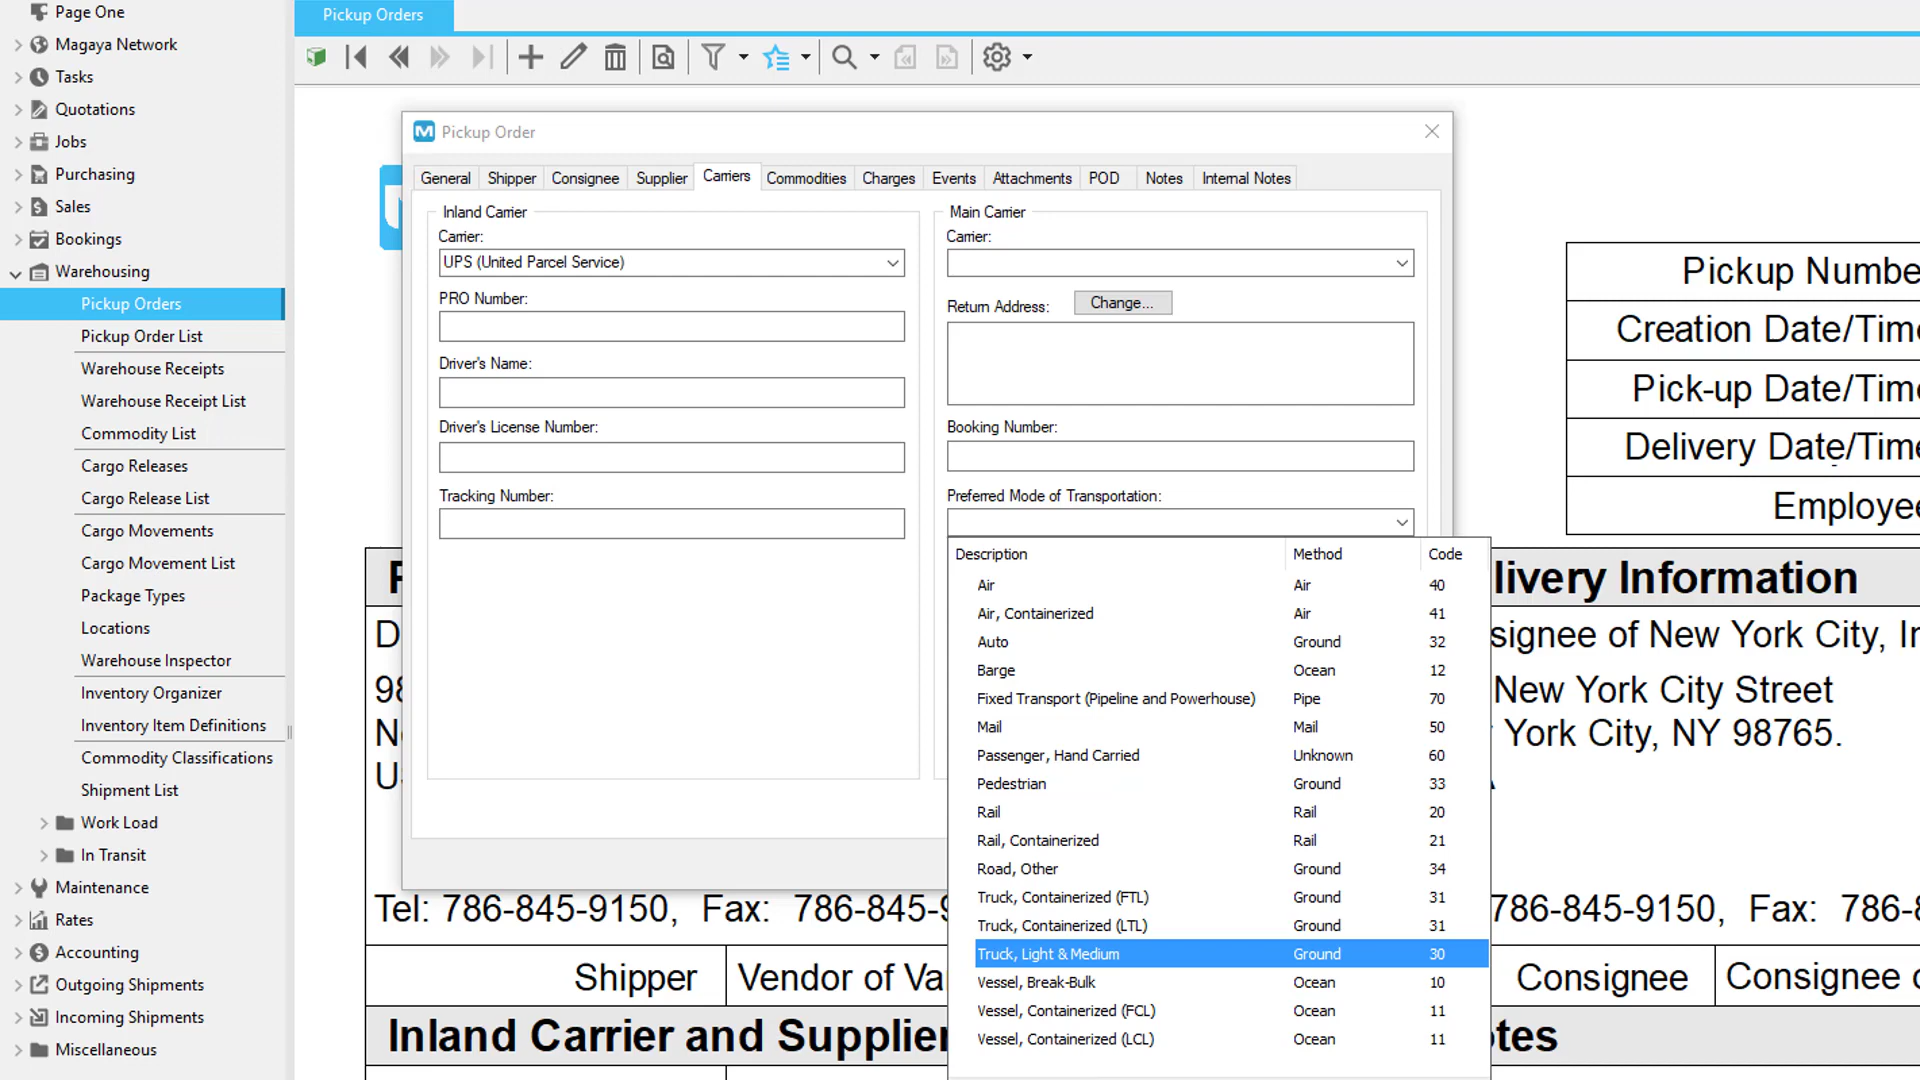 Page One
Magaya Network
Tasks
Quotations
Jobs
Purchasing
Sales
Bookings
Warehousing
Pickup Orders
Pickup Order List
Warehouse Receipts
Warehouse Receipt List
Commodity List
Cargo Releases
Cargo Release List
Cargo Movements
Cargo Movement List
Package Types
Locations
Warehouse Inspector
Inventory Organizer
Inventory Item Definitions
Commodity Classifications
Shipment List
Work Load
In Transit
Maintenance
Rates
Accounting
Outgoing Shipments
Incoming Shipments
Miscellaneous
Pickup Orders
Pickup Order
General Shipper Consignee Supplier Carriers Commodities Charges Events Attachments POD Notes Internal Notes
Inland Carrier
Carrier:
UPS (United Parcel Service)
PRO Number:
Driver's Name:
Driver's License Number:
Tracking Number:
Main Carrier
Carrier:
Return Address: Change...
Booking Number:
Preferred Mode of Transportation:
Description Method Code
Air Air 40
Air, Containerized Air 41
Auto Ground 32
Barge Ocean 12
Fixed Transport (Pipeline and Powerhouse) Pipe 70
Mail Mail 50
Passenger, Hand Carried Unknown 60
Pedestrian Ground 33
Rail Rail 20
Rail, Containerized Rail 21
Road, Other Ground 34
Truck, Containerized (FTL) Ground 31
Truck, Containerized (LTL) Ground 31
Truck, Light & Medium Ground 30
Vessel, Break-Bulk Ocean 10
Vessel, Containerized (FCL) Ocean 11
Vessel, Containerized (LCL) Ocean 11
Pickup Numbe
Creation Date/Time
Pick-up Date/Time
Delivery Date/Time
Employee
livery Information
signee of New York City, In
New York City Street
York City, NY 98765.
98
Tel: 786-845-9150, Fax: 786-845-9
786-845-9150, Fax: 786-8
Shipper Vendor of Va
Consignee Consignee o
Inland Carrier and Supplier
otes